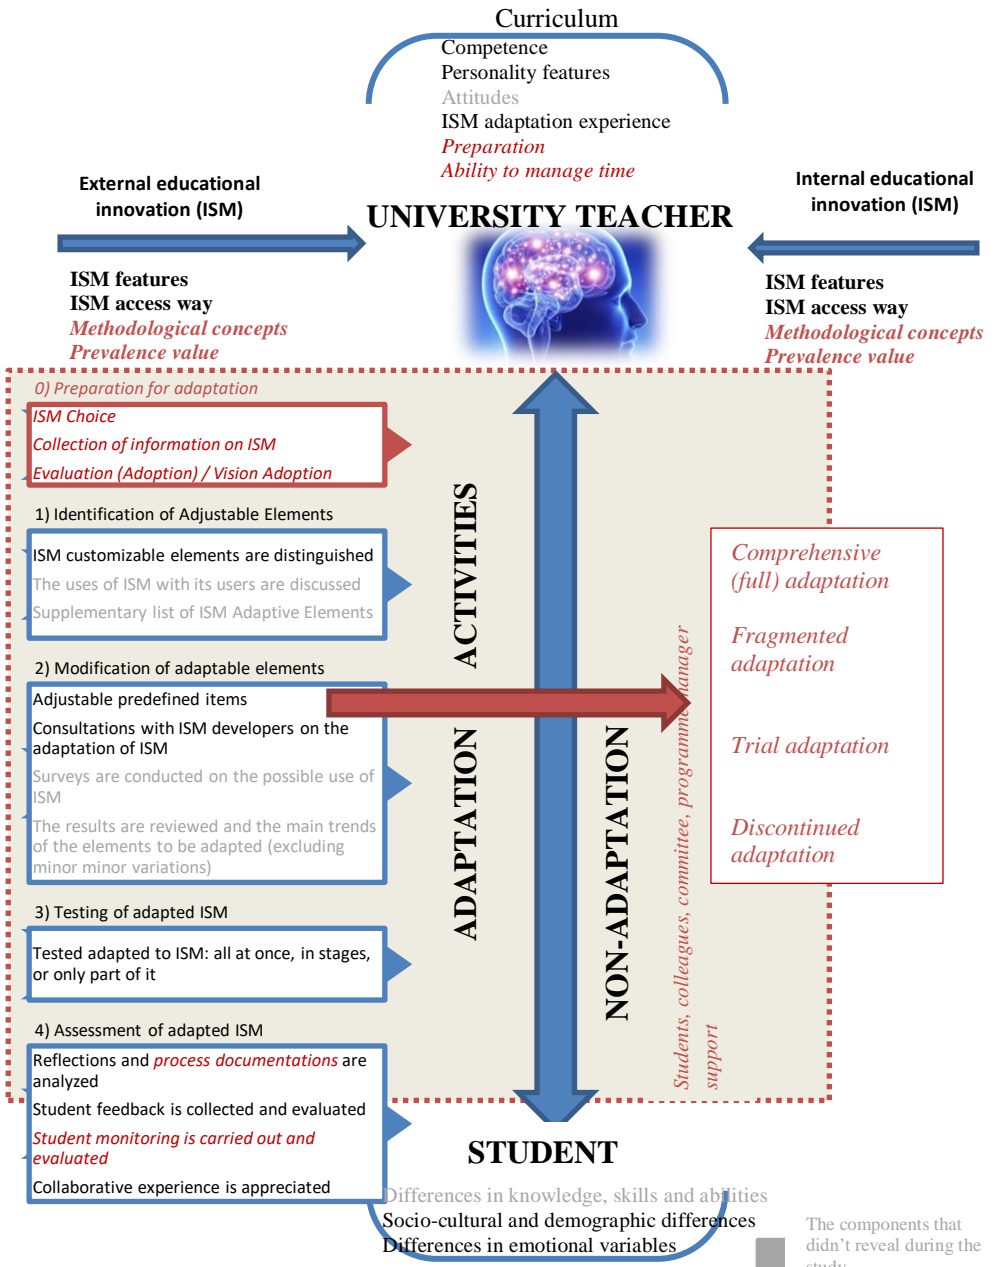 Curriculum
Competence
Personality features
Attitudes
ISM adaptation experience
Preparation
Ability to manage time
External educational
innovation (ISM)
Internal educational
innovation (ISM)
UNIVERSITY TEACHER
ISM features
ISM access way
Methodological concepts
Prevalence value
ISM features
ISM access way
Methodological concepts
Prevalence value
0) Preparation for adaptation
ISM Choice
Collection of information on ISM
Evaluation (Adoption) / Vision Adoption
1) Identification of Adjustable Elements
ISM customizable elements are distinguished
The uses of ISM with its users are discussed
Supplementary list of ISM Adaptive Elements
2) Modification of adaptable elements
Adjustable predefined items
Consultations with ISM developers on the
adaptation of ISM
Surveys are conducted on the possible use of
ISM
The results are reviewed and the main trends
of the elements to be adapted (excluding
minor minor variations)
3) Testing of adapted ISM
Tested adapted to ISM: all at once, in stages,
or only part of it
4) Assessment of adapted ISM
Reflections and process documentations are
analyzed
Student feedback is collected and evaluated
Student monitoring is carried out and
evaluated
Collaborative experience is appreciated
ADAPTATION ACTIVITIES
NON-ADAPTATION
Students, colleagues, committee, programme manager
support
Comprehensive
(full) adaptation
Fragmented
adaptation
Trial adaptation
Discontinued
adaptation
STUDENT
Differences in knowledge, skills and abilities
Socio-cultural and demographic differences
Differences in emotional variables
The components that
didn't reveal during the
study